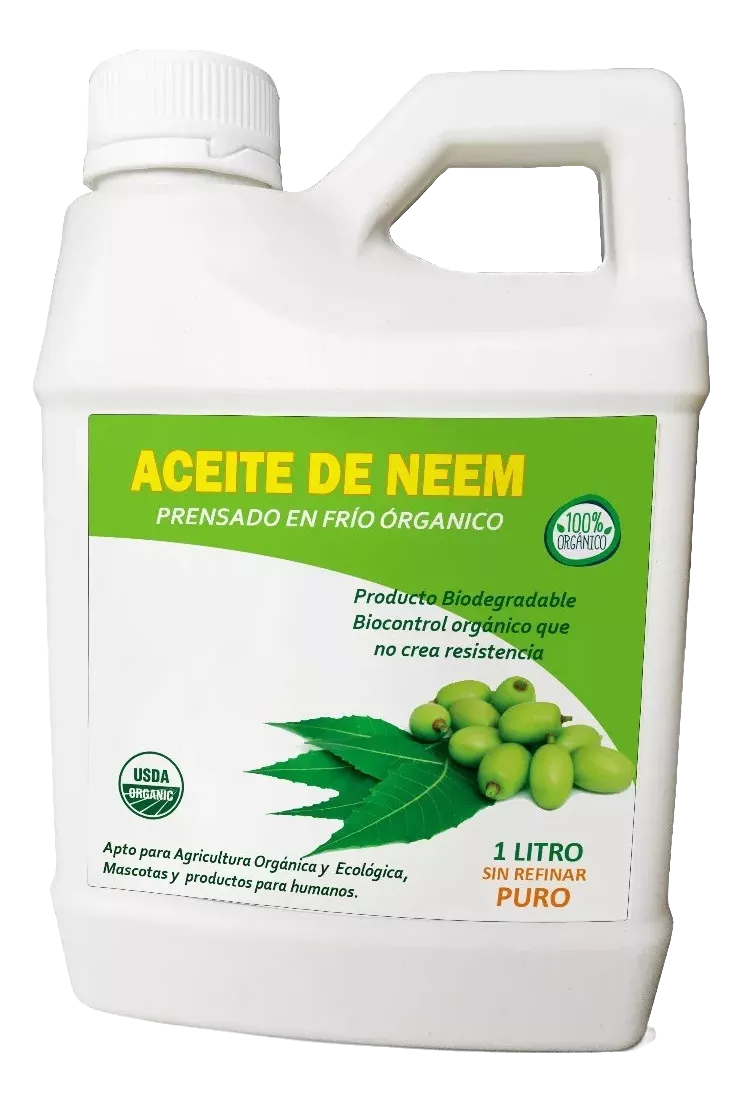 ACEITE DE NEEM
PRENSADO EN FRÍO ÓRGANICO
100%
ORGÁNICO
Producto Biodegradable
Biocontrol orgánico que
no crea resistencia
USDA
ORGANIC
Apto para Agricultura Orgánica y Ecológica,
Mascotas y productos para humanos.
1 LITRO
SIN REFINAR
PURO